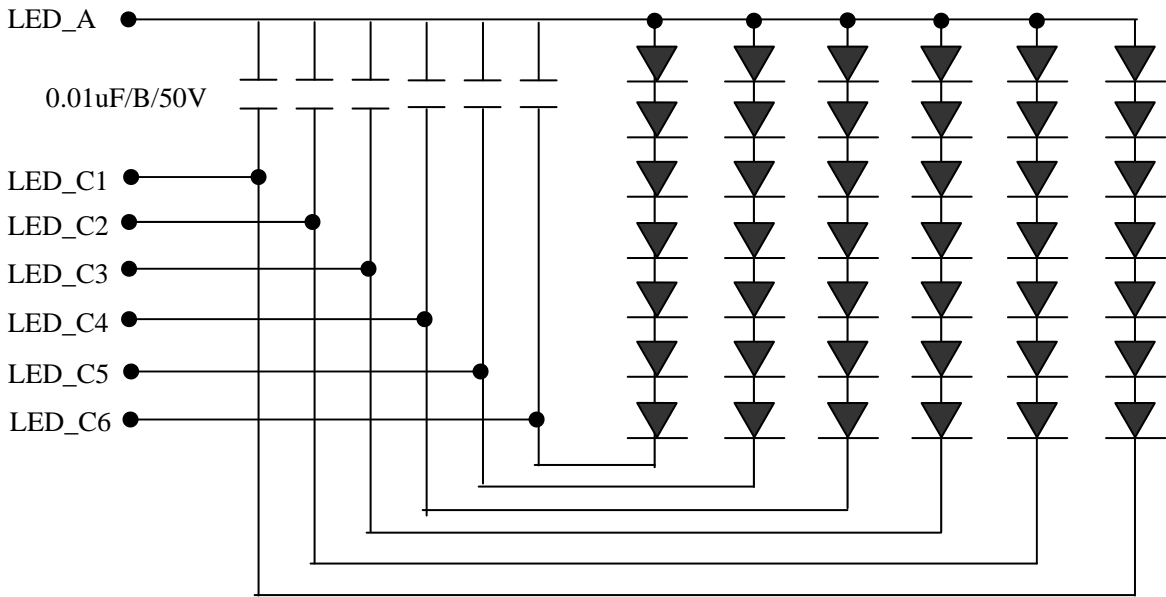 LED_A
0.01uF/B/50V
LED_C1
LED_C2
LED_C3
LED_C4
LED_C5
LED_C6